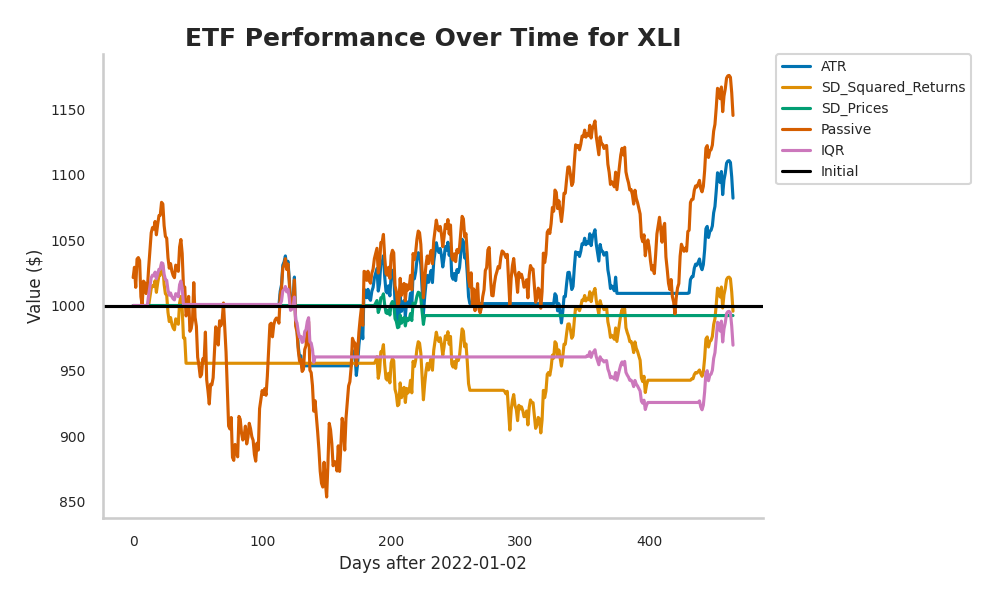 ETF Performance Over Time for XLI
ATR
SD_Squared_Returns
SD_Prices
Passive
IQR
Initial
Value ($)
1150
1100
1050
1000
950
900
850
0 100 200 300 400
Days after 2022-01-02